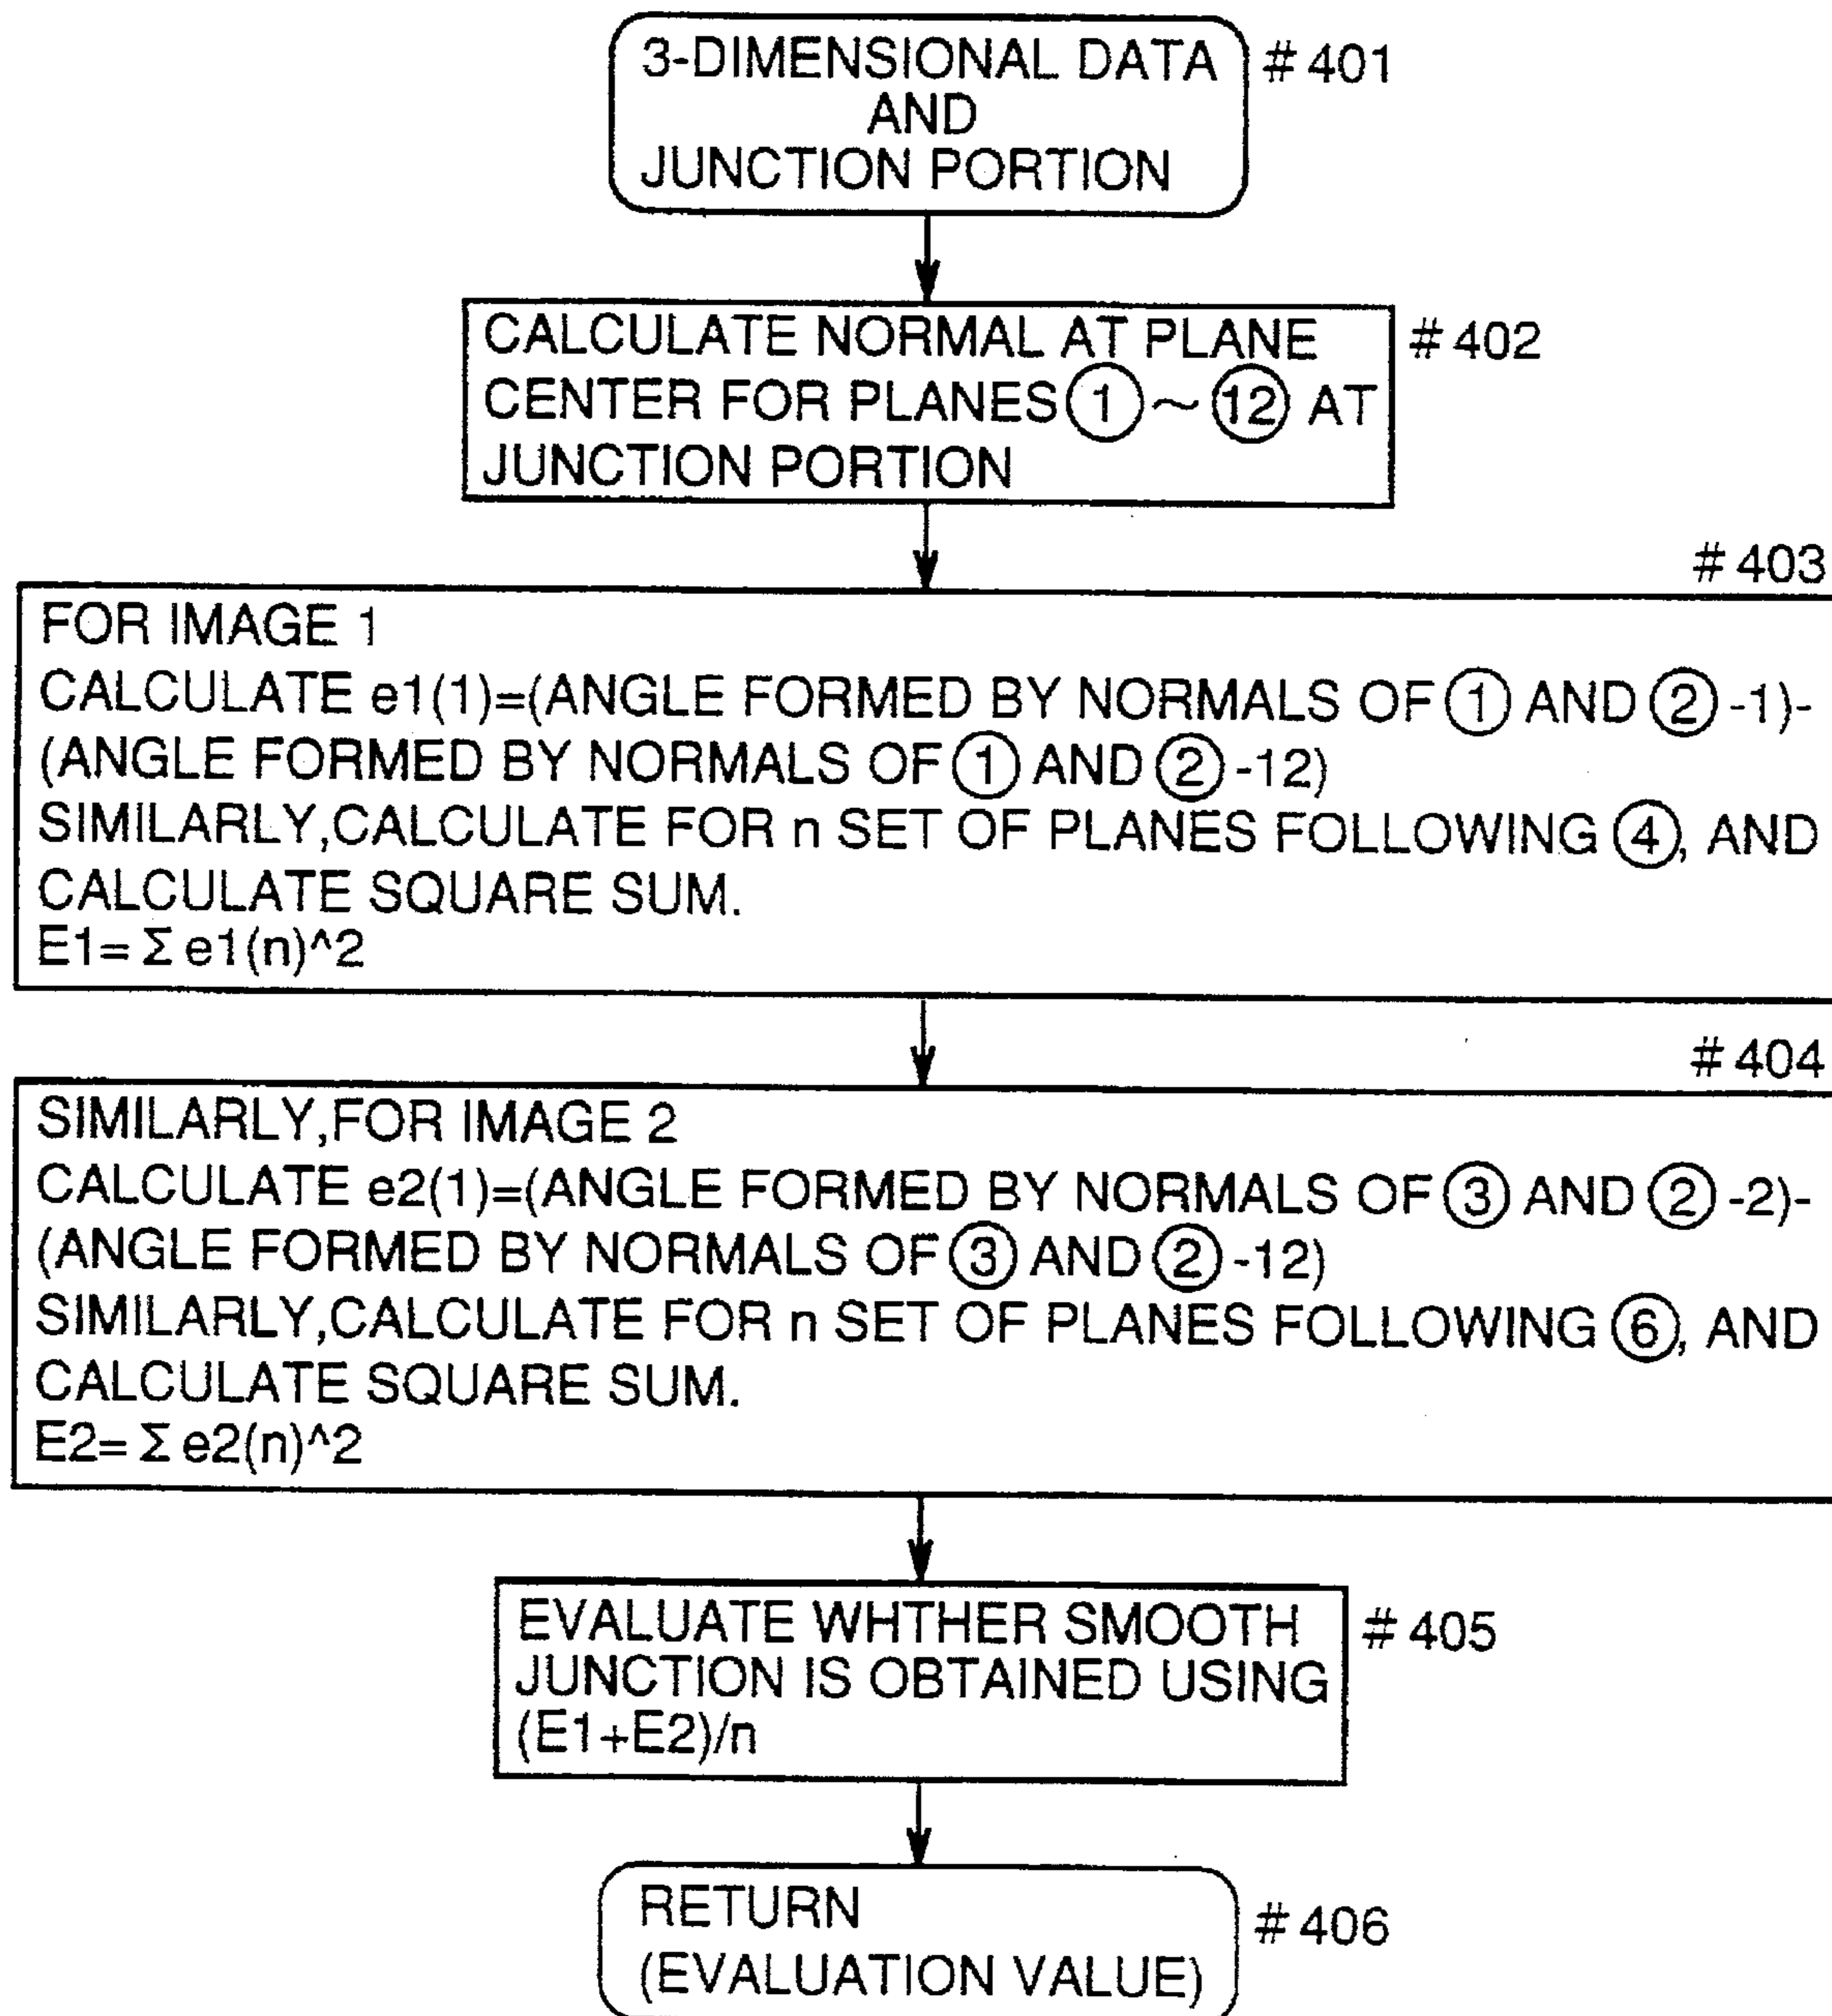 3-DIMENSIONAL DATA
AND
JUNCTION PORTION
#401
CALCULATE NORMAL AT PLANE
CENTER FOR PLANES ① ~ ⑫ AT
JUNCTION PORTION
#402
#403
FOR IMAGE 1
CALCULATE e1(1)=(ANGLE FORMED BY NORMALS OF ① AND ② -1)-
(ANGLE FORMED BY NORMALS OF ① AND ② -12)
SIMILARLY,CALCULATE FOR n SET OF PLANES FOLLOWING ④, AND
CALCULATE SQUARE SUM.
E1=Σe1(n)^2
#404
SIMILARLY,FOR IMAGE 2
CALCULATE e2(1)=(ANGLE FORMED BY NORMALS OF ③ AND ② -2)-
(ANGLE FORMED BY NORMALS OF ③ AND ② -12)
SIMILARLY,CALCULATE FOR n SET OF PLANES FOLLOWING ⑥, AND
CALCULATE SQUARE SUM.
E2=Σe2(n)^2
EVALUATE WHTHER SMOOTH
JUNCTION IS OBTAINED USING
(E1+E2)/n
#405
RETURN
(EVALUATION VALUE)
#406